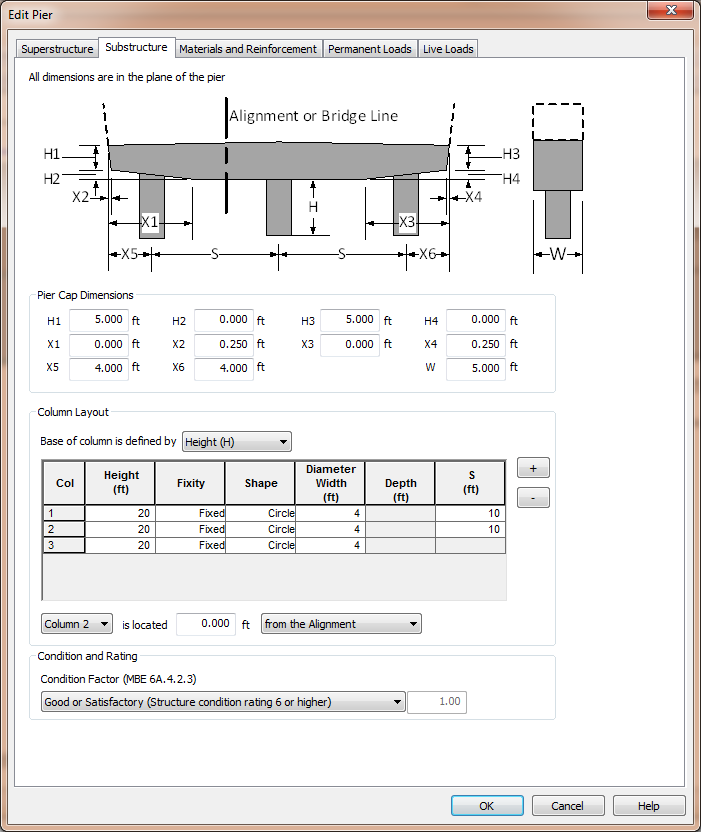 Edit Pier
Superstructure Substructure Materials and Reinforcement Permanent Loads Live Loads
All dimensions are in the plane of the pier
Alignment or Bridge Line
H1 H3
H2 H4
X2 X4
H
X1 X3
X5 S S X6 W
Pier Cap Dimensions
H1 5.000 ft H2 0.000 ft H3 5.000 ft H4 0.000 ft
X1 0.000 ft X2 0.250 ft X3 0.000 ft X4 0.250 ft
X5 4.000 ft X6 4.000 ft W 5.000 ft
Column Layout
Base of column is defined by Height (H)
Col Height (ft) Fixity Shape Diameter Width (ft) Depth (ft) S (ft)
1 20 Fixed Circle 4 10
2 20 Fixed Circle 4 10
3 20 Fixed Circle 4
+
-
Column 2 is located 0.000 ft from the Alignment
Condition and Rating
Condition Factor (MBE 6A.4.2.3)
Good or Satisfactory (Structure condition rating 6 or higher) 1.00
OK Cancel Help